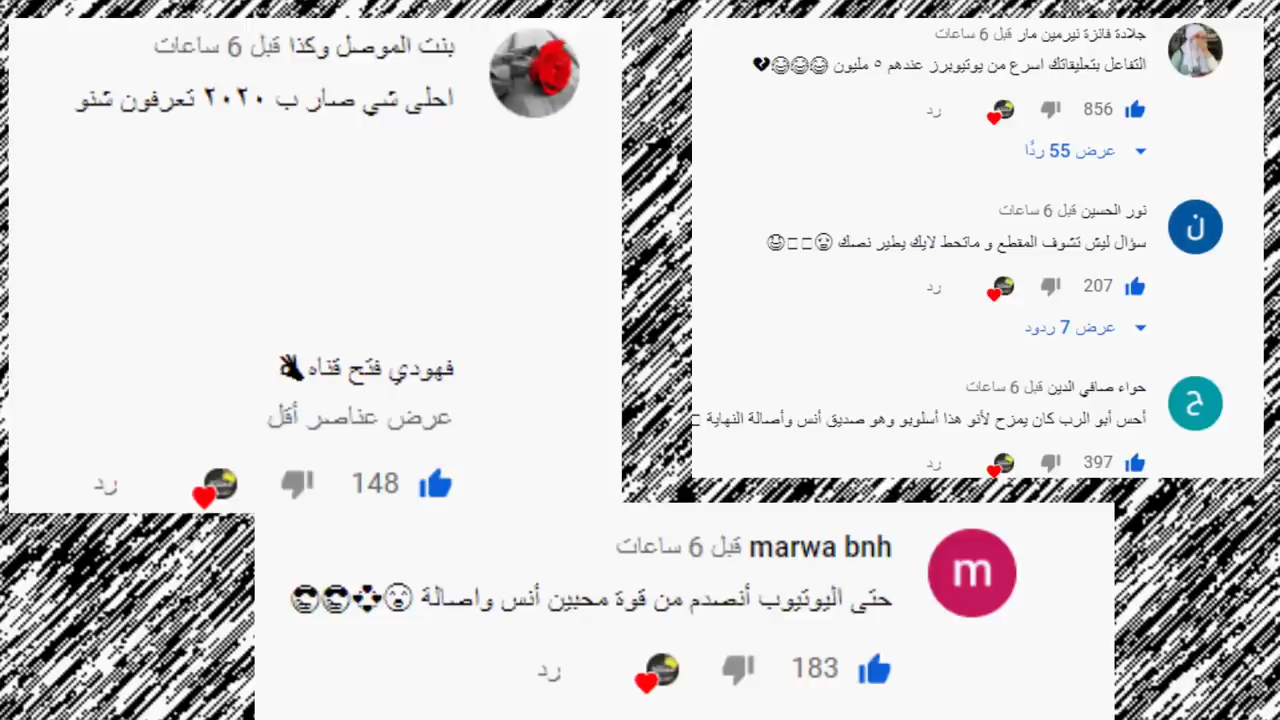 بنت الموصل وكذا قبل 6 ساعات
احلى شي صار ب ٢٠٢٠ تعرفون شنو
فهودي فتح قناه👌
عرض عناصر أقل
148
رد
جلادة فائزة نيرمين مار قبل 6 ساعات
التفاعل بتعليقاتك اسرع من يوتيوبرز عندهم ٥ مليون 😂😂😂💔
856
رد
عرض 55 ردًا
ن
نور الحسين قبل 6 ساعات
سؤال ليش تشوف المقطع و ماتحط لايك يطير نصك
207
رد
عرض 7 ردود
ح
حواء صافي الدين قبل 6 ساعات
أحس أبو الرب كان يمزح لأنو هذا أسلوبو وهو صديق أنس وأصالة النهاية
397
رد
m
marwa bnh قبل 6 ساعات
حتى اليوتيوب أنصدم من قوة محبين أنس واصالة
183
رد